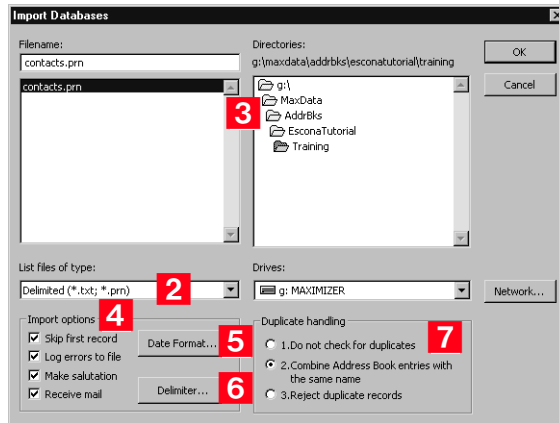 Import Databases
Filename:
contacts.prn
contacts.prn
Directories:
g:\maxdata\addrbks\esconatutorial\training
g:\
MaxData
3
AddrBks
EsconaTutorial
Training
OK
Cancel
List files of type:
Delimited (*.txt; *.prn)
2
Drives:
g: MAXIMIZER
Network...
Import options
4
Skip first record
Log errors to file
Make salutation
Receive mail
Date Format...
5
Delimiter...
6
Duplicate handling
7
1.Do not check for duplicates
2.Combine Address Book entries with
the same name
3.Reject duplicate records